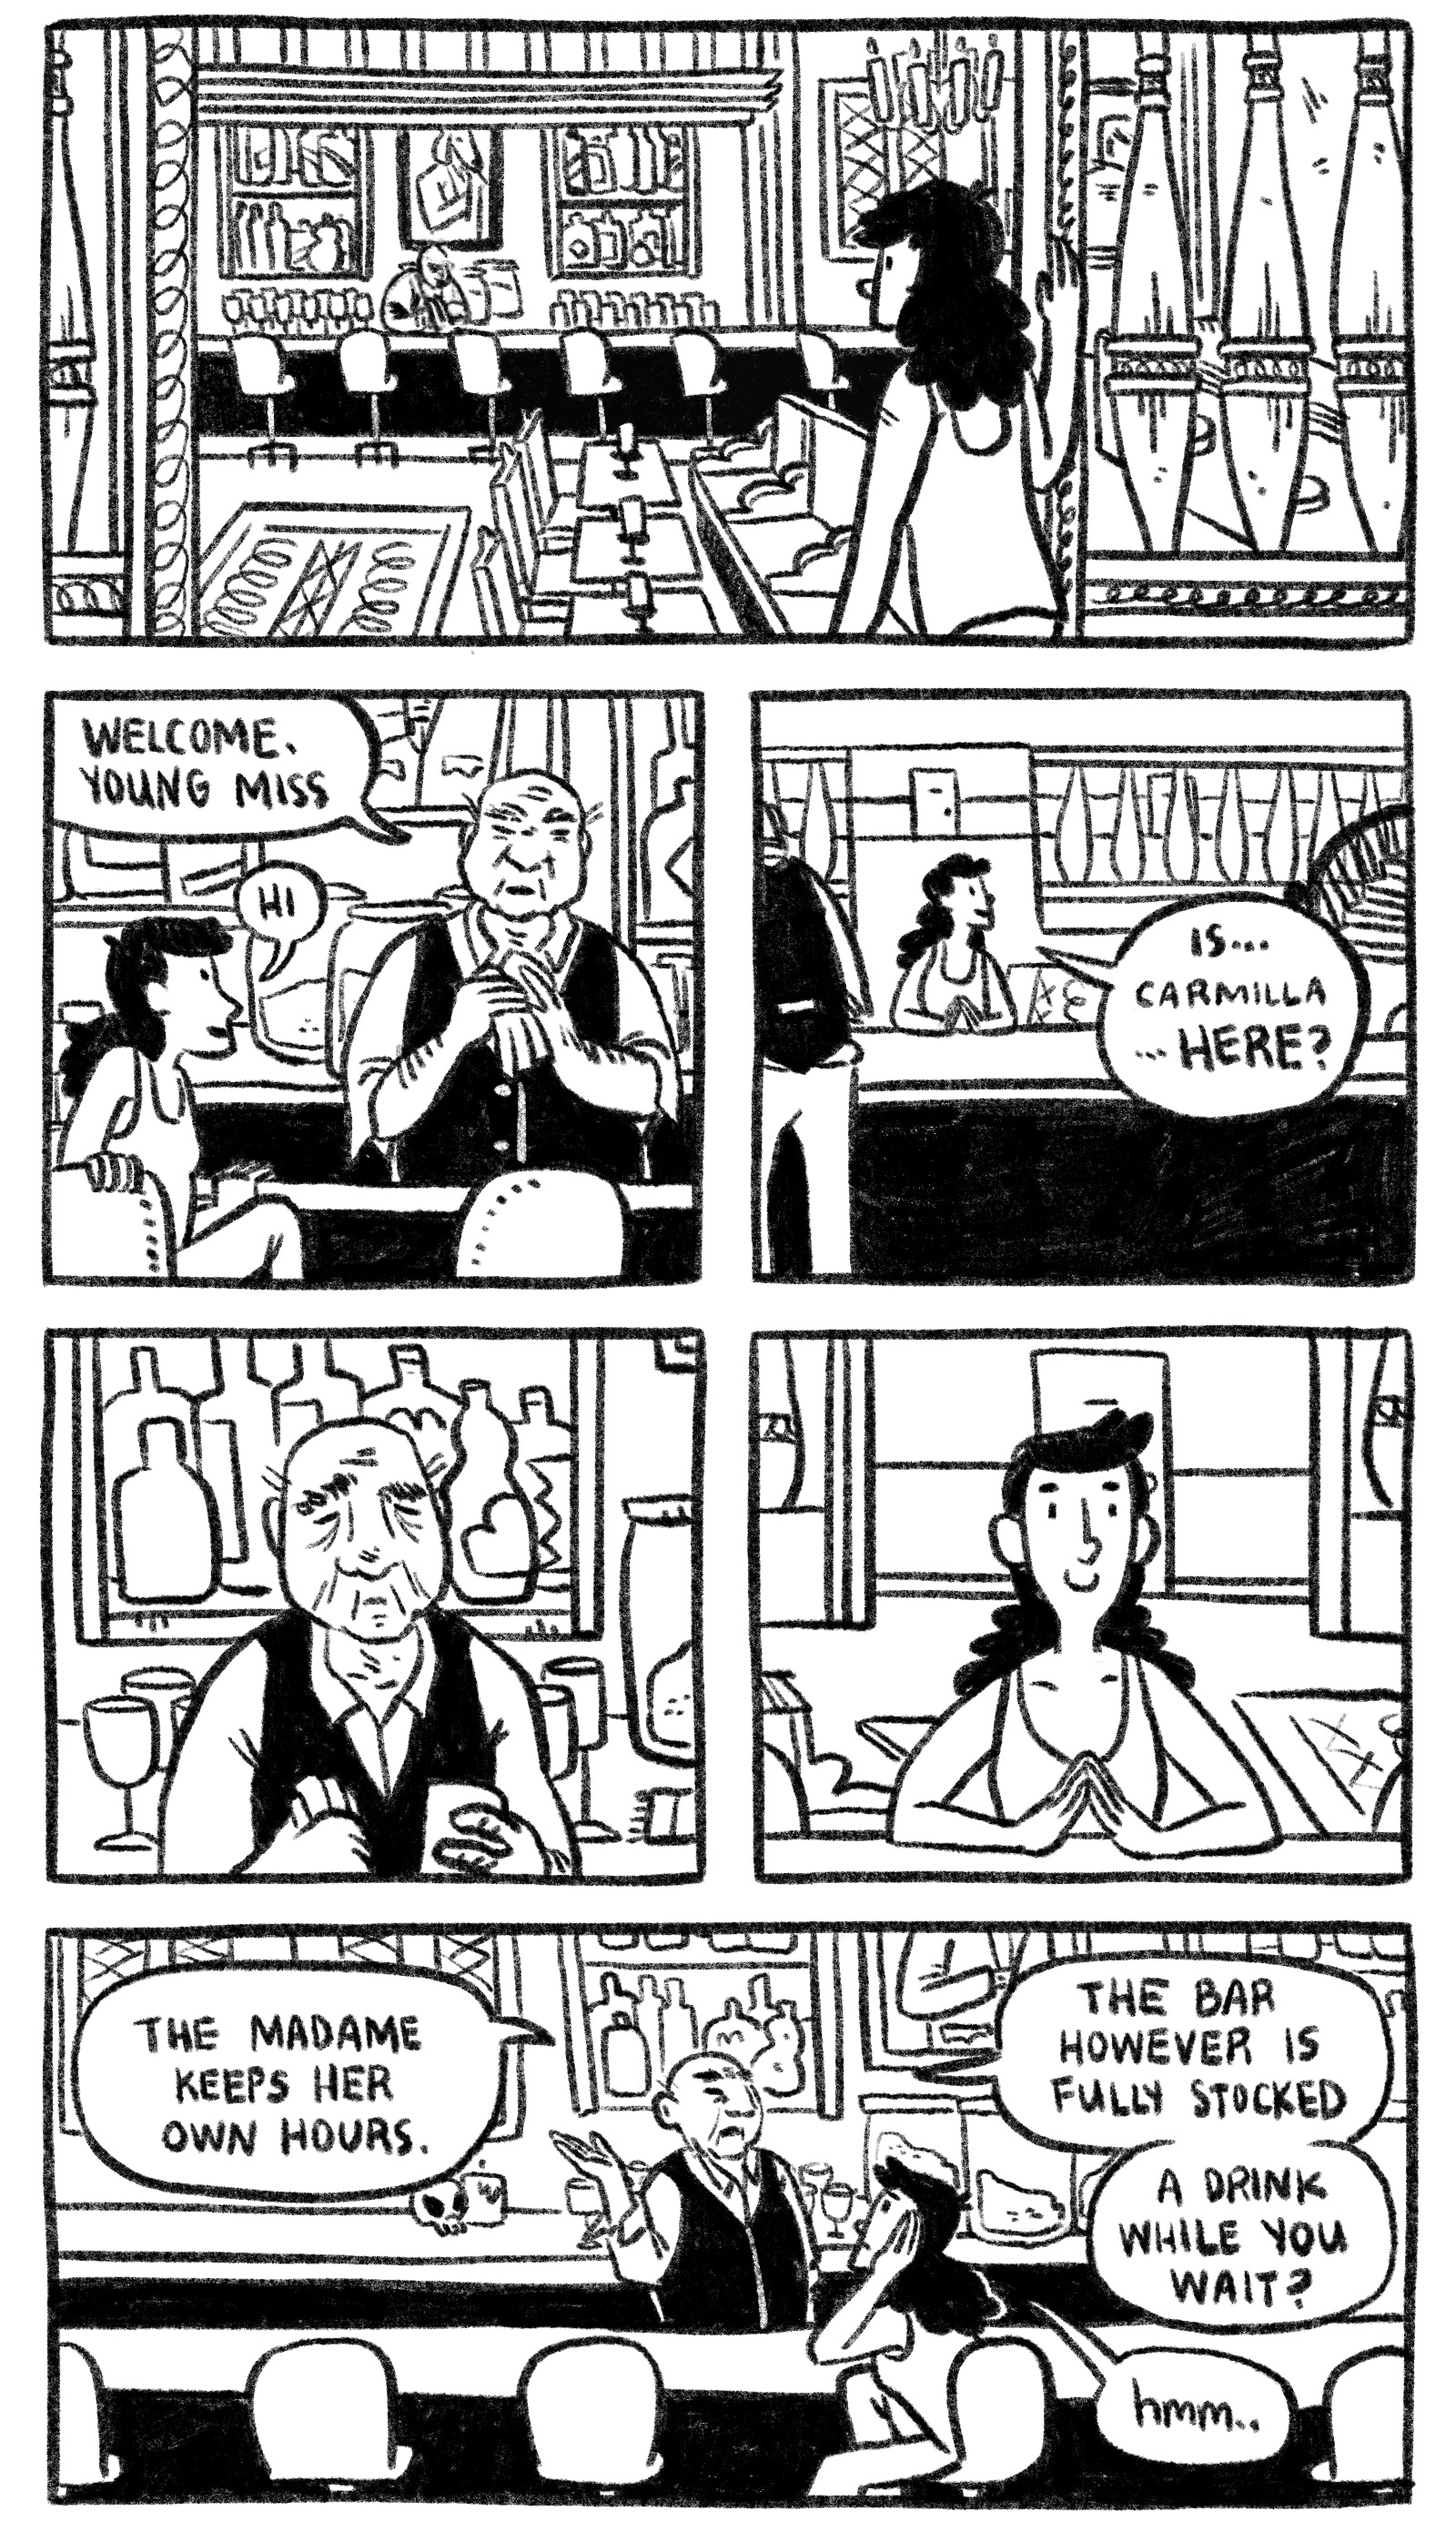 WELCOME.
YOUNG MISS
HI
IS...
CARMILLA
...HERE?
THE MADAME
KEEPS HER
OWN HOURS.
THE BAR
HOWEVER IS
FULLY STOCKED
A DRINK
WHILE YOU
WAIT?
hmm..